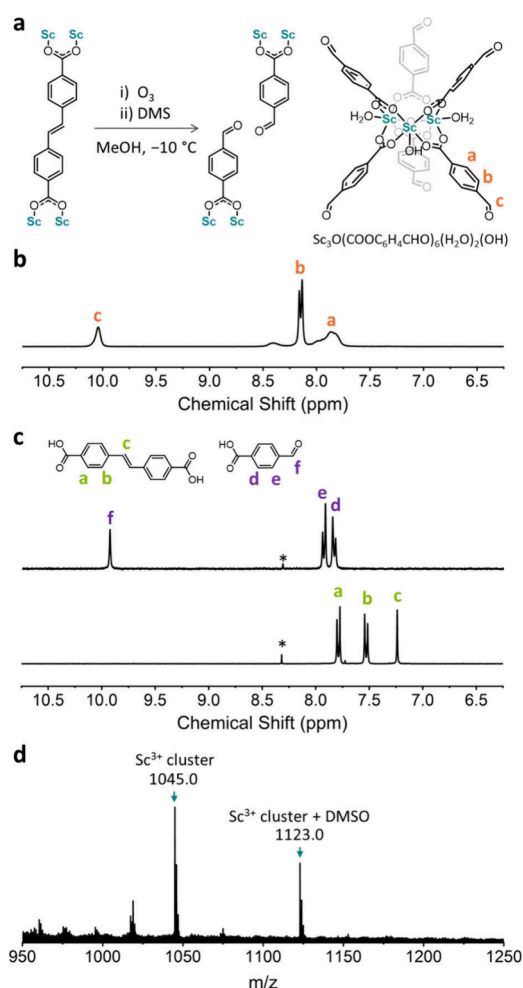 a
Sc Sc
Sc Sc
i) O₃
ii) DMS
MeOH, −10 °C
Sc Sc
Sc Sc
H₂O
Sc
Sc
Sc
OH₂
OH
a
b
c
Sc₃O(COOC₆H₄CHO)₆(H₂O)₂(OH)
b
c
b
a
10.5 10.0 9.5 9.0 8.5 8.0 7.5 7.0 6.5
Chemical Shift (ppm)
c
HO
O
c
a b
O
OH
HO
O
O
f
d e
f
*
e d
*
a b c
10.5 10.0 9.5 9.0 8.5 8.0 7.5 7.0 6.5
Chemical Shift (ppm)
d
Sc³⁺ cluster
1045.0
Sc³⁺ cluster + DMSO
1123.0
950 1000 1050 1100 1150 1200 1250
m/z